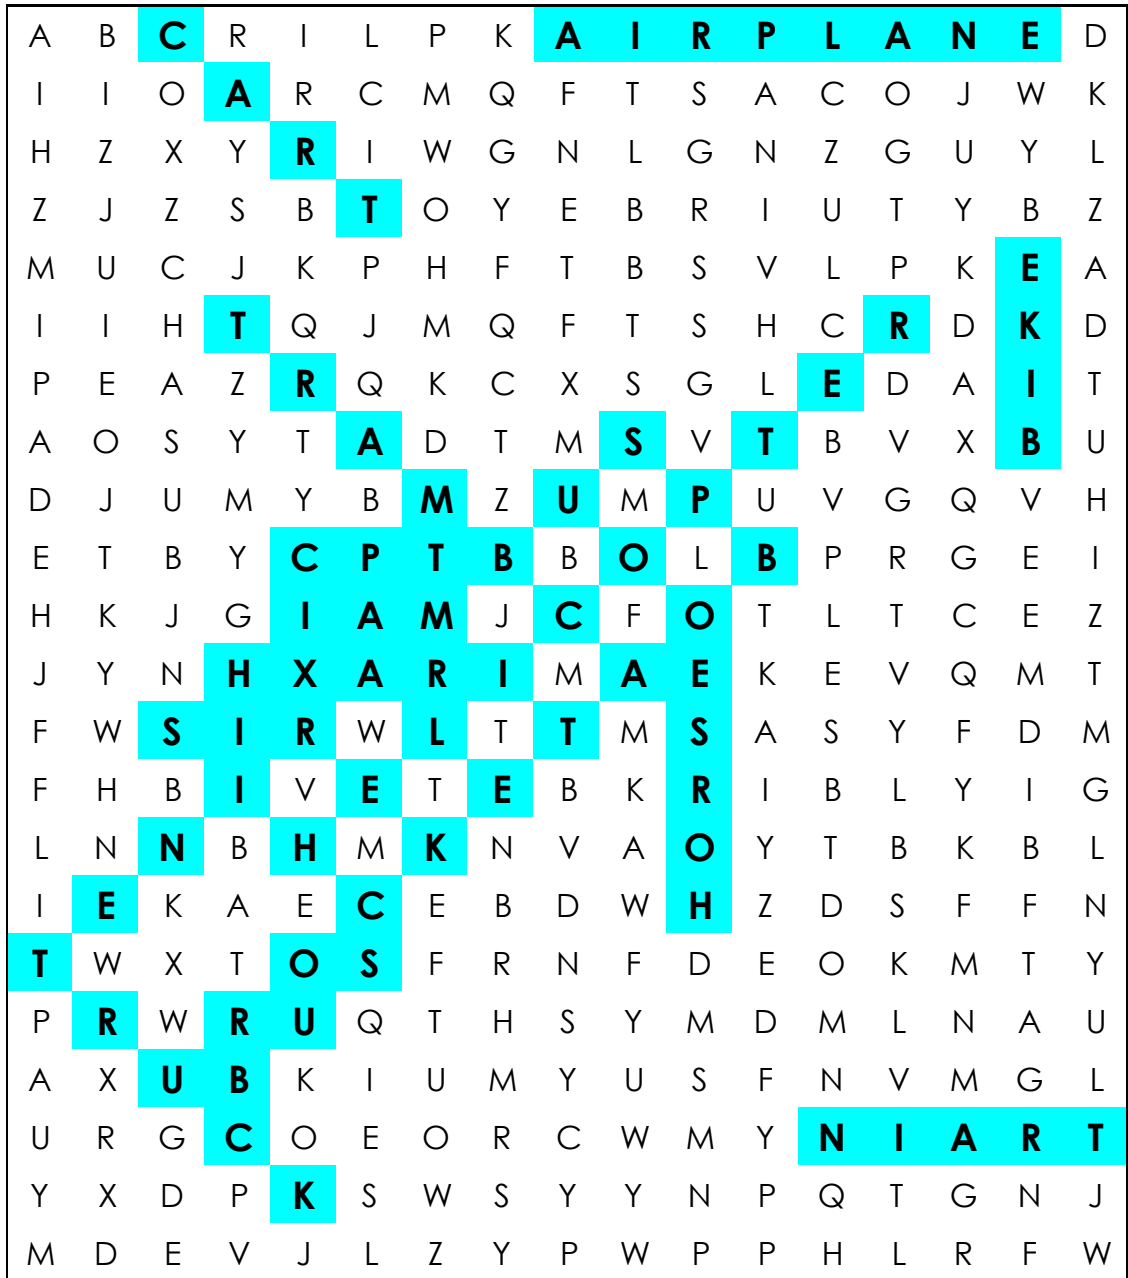 A B C R I L P K A I R P L A N E D
I I O A R C M Q F T S A C O J W K
H Z X Y R I W G N L G N Z G U Y L
Z J Z S B T O Y E B R I U T Y B Z
M U C J K P H F T B S V L P K E A
I I H T Q J M Q F T S H C R D K D
P E A Z R Q K C X S G L E D A I T
A O S Y T A D T M S V T B V X B U
D J U M Y B M Z U M P U V G Q V H
E T B Y C P T B B O L B P R G E I
H K J G I A M J C F O T L T C E Z
J Y N H X A R I M A E K E V Q M T
F W S I R W L T T M S A S Y F D M
F H B I V E T E B K R I B L Y I G
L N N B H M K N V A O Y T B K B L
I E K A E C E B D W H Z D S F F N
T W X T O S F R N F D E O K M T Y
P R W R U Q T H S Y M D M L N A U
A X U B K I U M Y U S F N V M G L
U R G C O E O R C W M Y N I A R T
Y X D P K S W S Y Y N P Q T G N J
M D E V J L Z Y P W P P H L R F W